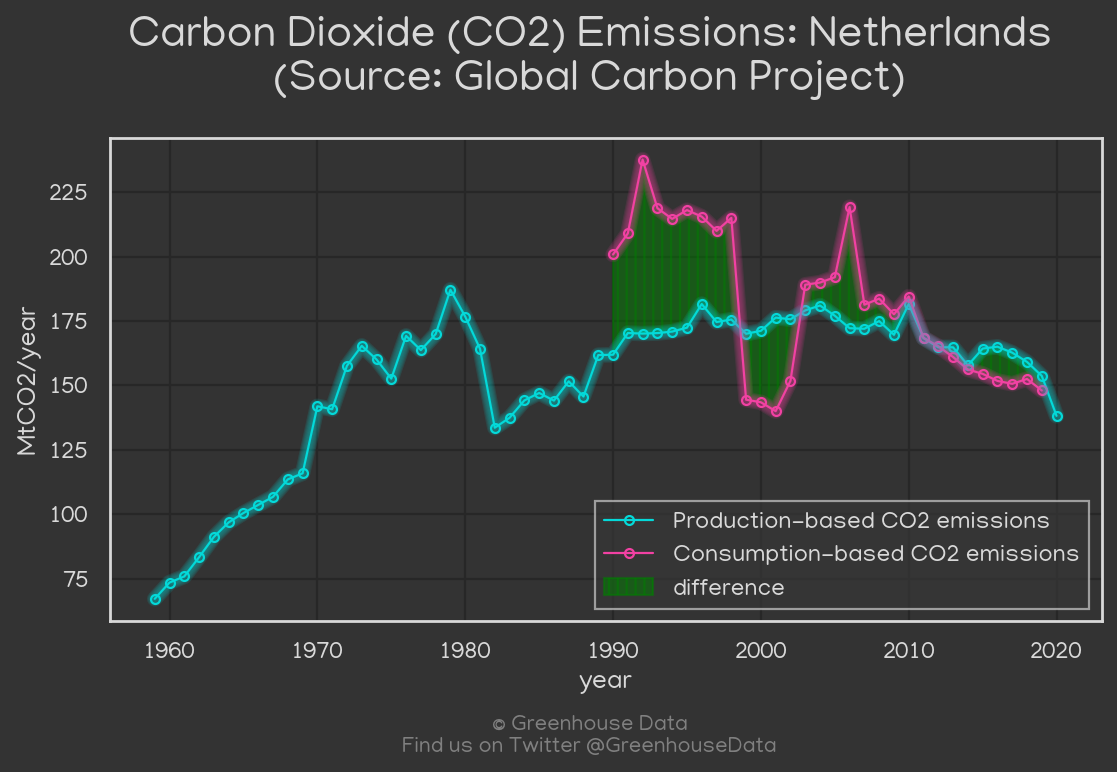 Carbon Dioxide (CO2) Emissions: Netherlands
(Source: Global Carbon Project)
MtCO2/year
225
200
175
150
125
100
75
Production-based CO2 emissions
Consumption-based CO2 emissions
difference
1960 1970 1980 1990 2000 2010 2020
year
© Greenhouse Data
Find us on Twitter @GreenhouseData